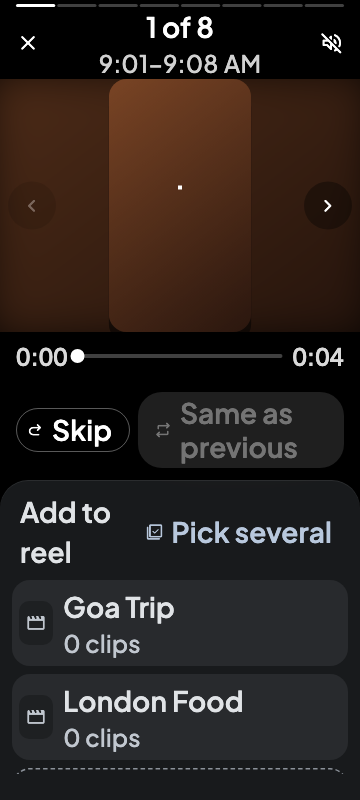 1 of 8
9:01–9:08 AM
0:00
0:04
Skip
Same as
previous
Add to
reel
Pick several
Goa Trip
0 clips
London Food
0 clips